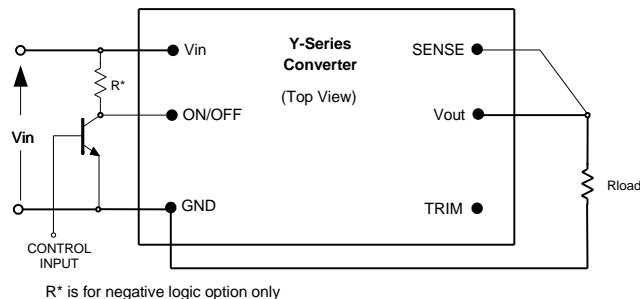 Y-Series
Converter
(Top View)
Vin
SENSE
R*
ON/OFF
Vout
Vin
Rload
GND
TRIM
CONTROL
INPUT
R* is for negative logic option only